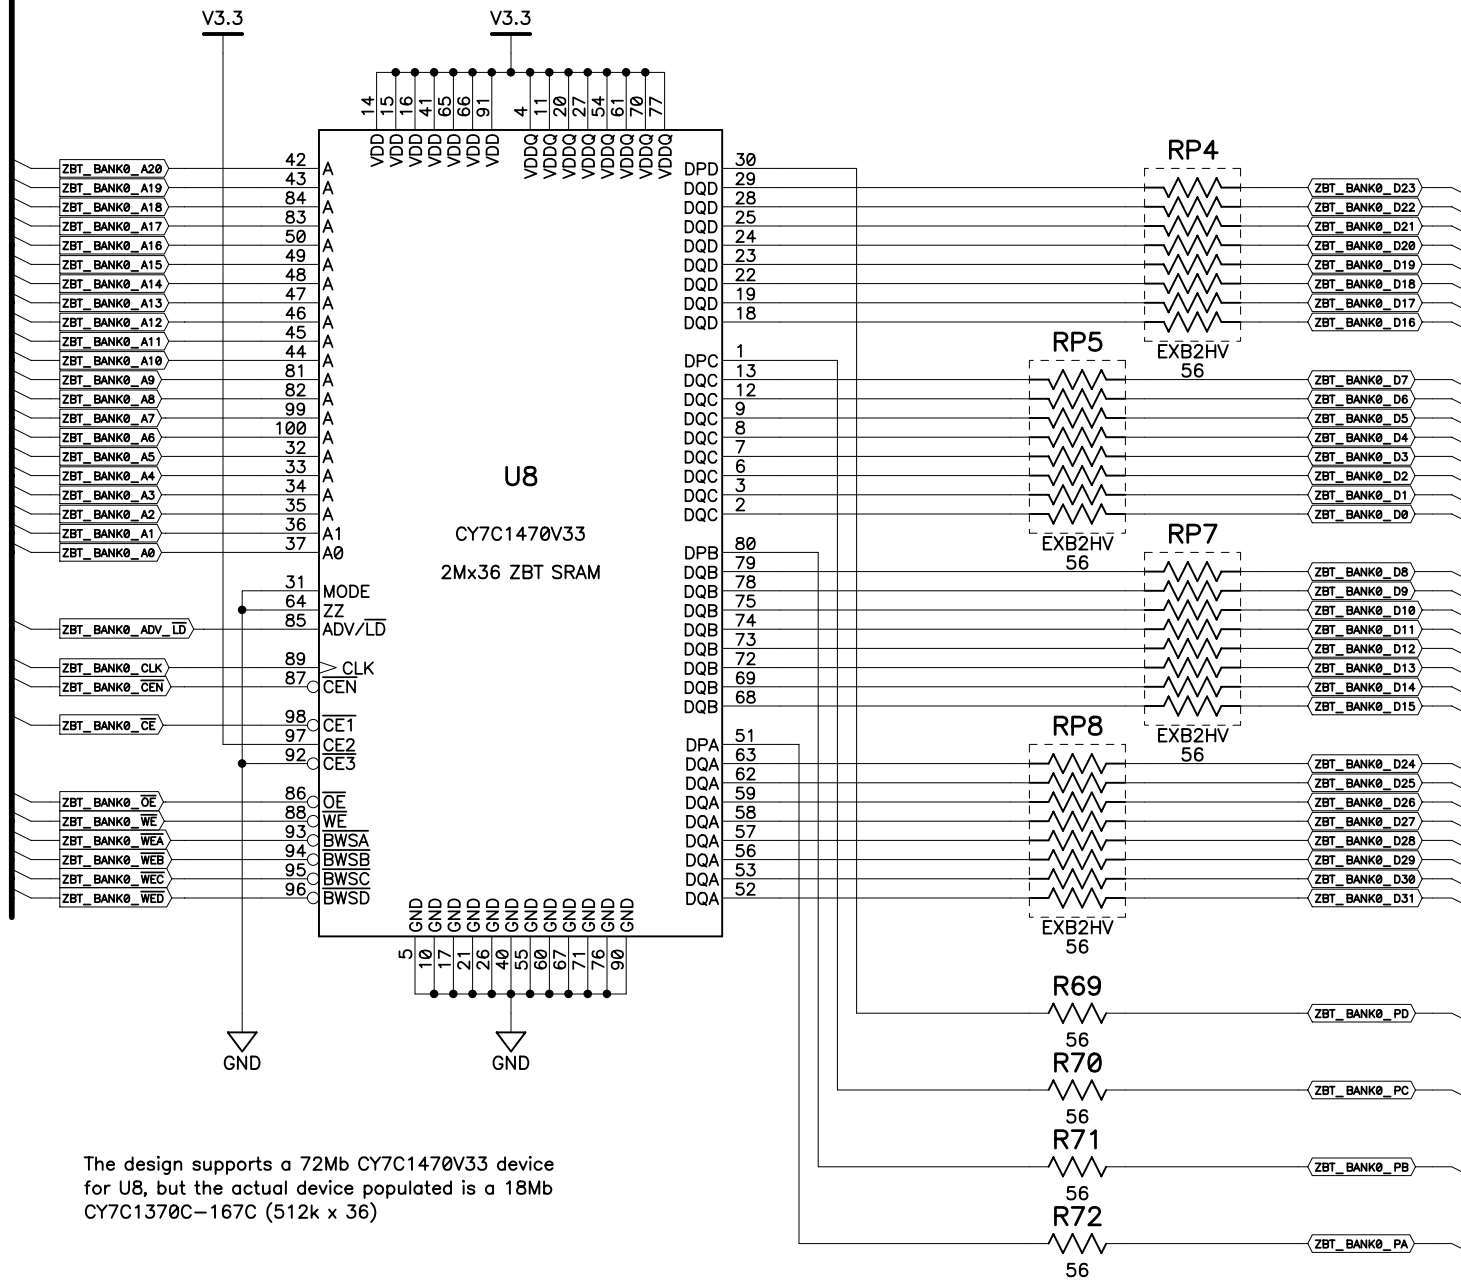 V3.3
V3.3
14 15 16 41 65 66 91 4 11 20 27 54 61 70 77
VDD VDD VDD VDD VDD VDD VDD VDDQ VDDQ VDDQ VDDQ VDDQ VDDQ VDDQ VDDQ
ZBT_BANK0_A20 42 A
ZBT_BANK0_A19 43 A
ZBT_BANK0_A18 84 A
ZBT_BANK0_A17 83 A
ZBT_BANK0_A16 50 A
ZBT_BANK0_A15 49 A
ZBT_BANK0_A14 48 A
ZBT_BANK0_A13 47 A
ZBT_BANK0_A12 46 A
ZBT_BANK0_A11 45 A
ZBT_BANK0_A10 44 A
ZBT_BANK0_A9 81 A
ZBT_BANK0_A8 82 A
ZBT_BANK0_A7 99 A
ZBT_BANK0_A6 100 A
ZBT_BANK0_A5 32 A
ZBT_BANK0_A4 33 A
ZBT_BANK0_A3 34 A
ZBT_BANK0_A2 35 A
ZBT_BANK0_A1 36 A1
ZBT_BANK0_A0 37 A0
31 MODE
64 ZZ
ZBT_BANK0_ADV_LD 85 ADV/LD
ZBT_BANK0_CLK 89 CLK
ZBT_BANK0_CEN 87 CEN
ZBT_BANK0_CE 98 CE1
97 CE2
92 CE3
ZBT_BANK0_OE 86 OE
ZBT_BANK0_WE 88 WE
ZBT_BANK0_WEA 93 BWSA
ZBT_BANK0_WEB 94 BWSB
ZBT_BANK0_WEC 95 BWSC
ZBT_BANK0_WED 96 BWSD
U8
CY7C1470V33
2Mx36 ZBT SRAM
GND GND GND GND GND GND GND GND GND GND GND GND
5 10 17 21 26 40 55 60 67 71 76 90
GND
GND
RP4
DPD 30
DQD 29 ZBT_BANK0_D23
DQD 28 ZBT_BANK0_D22
DQD 25 ZBT_BANK0_D21
DQD 24 ZBT_BANK0_D20
DQD 23 ZBT_BANK0_D19
DQD 22 ZBT_BANK0_D18
DQD 19 ZBT_BANK0_D17
DQD 18 ZBT_BANK0_D16
EXB2HV
56
RP5
DPC 1
DQC 13 ZBT_BANK0_D7
DQC 12 ZBT_BANK0_D6
DQC 9 ZBT_BANK0_D5
DQC 8 ZBT_BANK0_D4
DQC 7 ZBT_BANK0_D3
DQC 6 ZBT_BANK0_D2
DQC 3 ZBT_BANK0_D1
DQC 2 ZBT_BANK0_D0
EXB2HV
56
RP7
DPB 80
DQB 79 ZBT_BANK0_D8
DQB 78 ZBT_BANK0_D9
DQB 75 ZBT_BANK0_D10
DQB 74 ZBT_BANK0_D11
DQB 73 ZBT_BANK0_D12
DQB 72 ZBT_BANK0_D13
DQB 69 ZBT_BANK0_D14
DQB 68 ZBT_BANK0_D15
EXB2HV
56
RP8
DPA 51
DQA 63 ZBT_BANK0_D24
DQA 62 ZBT_BANK0_D25
DQA 59 ZBT_BANK0_D26
DQA 58 ZBT_BANK0_D27
DQA 57 ZBT_BANK0_D28
DQA 56 ZBT_BANK0_D29
DQA 53 ZBT_BANK0_D30
DQA 52 ZBT_BANK0_D31
EXB2HV
56
R69
ZBT_BANK0_PD
56
R70
ZBT_BANK0_PC
56
R71
ZBT_BANK0_PB
56
R72
ZBT_BANK0_PA
56
The design supports a 72Mb CY7C1470V33 device
for U8, but the actual device populated is a 18Mb
CY7C1370C-167C (512k x 36)